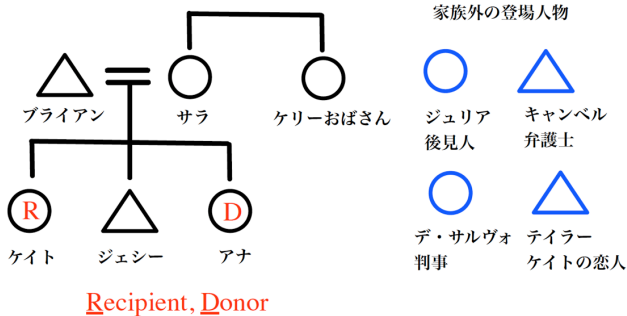 家族外の登場人物
ブライアン
サラ
ケリーおばさん
ジュリア
後見人
キャンベル
弁護士
R
D
ケイト
ジェシー
アナ
デ・サルヴォ
判事
テイラー
ケイトの恋人
Recipient, Donor